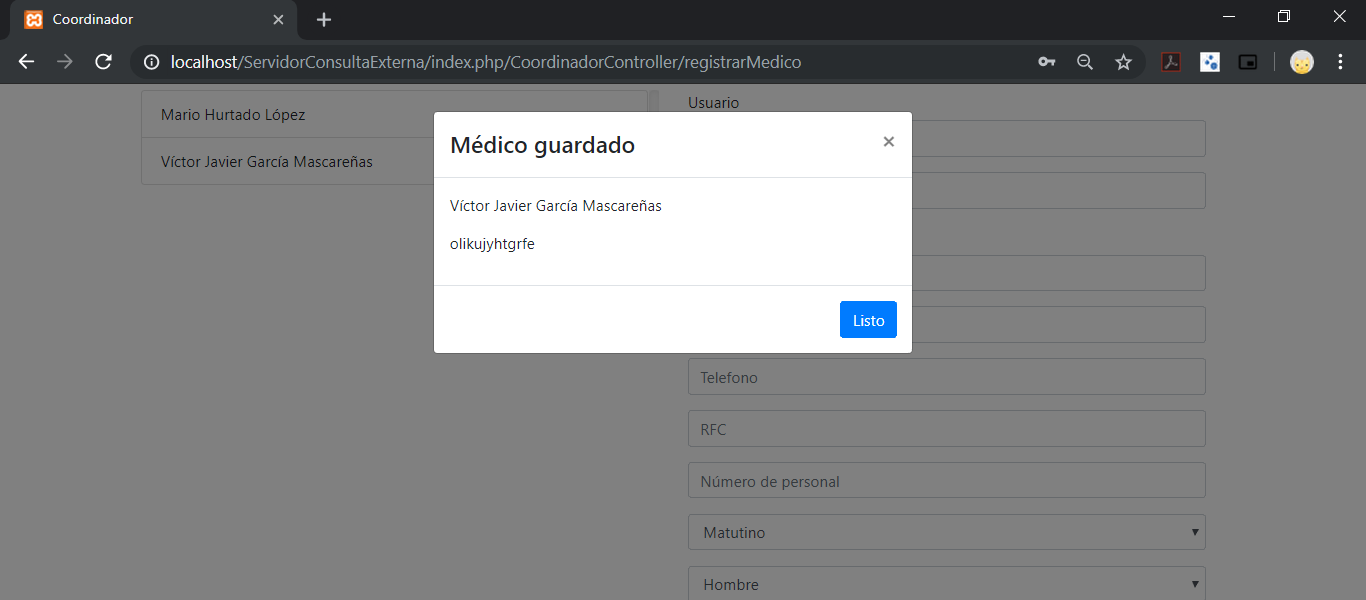 Coordinador
localhost/ServidorConsultaExterna/index.php/CoordinadorController/registrarMedico
Mario Hurtado López
Víctor Javier García Mascareñas
Usuario
Médico guardado
Víctor Javier García Mascareñas
olikujyhtgrfe
Listo
Telefono
RFC
Número de personal
Matutino
Hombre